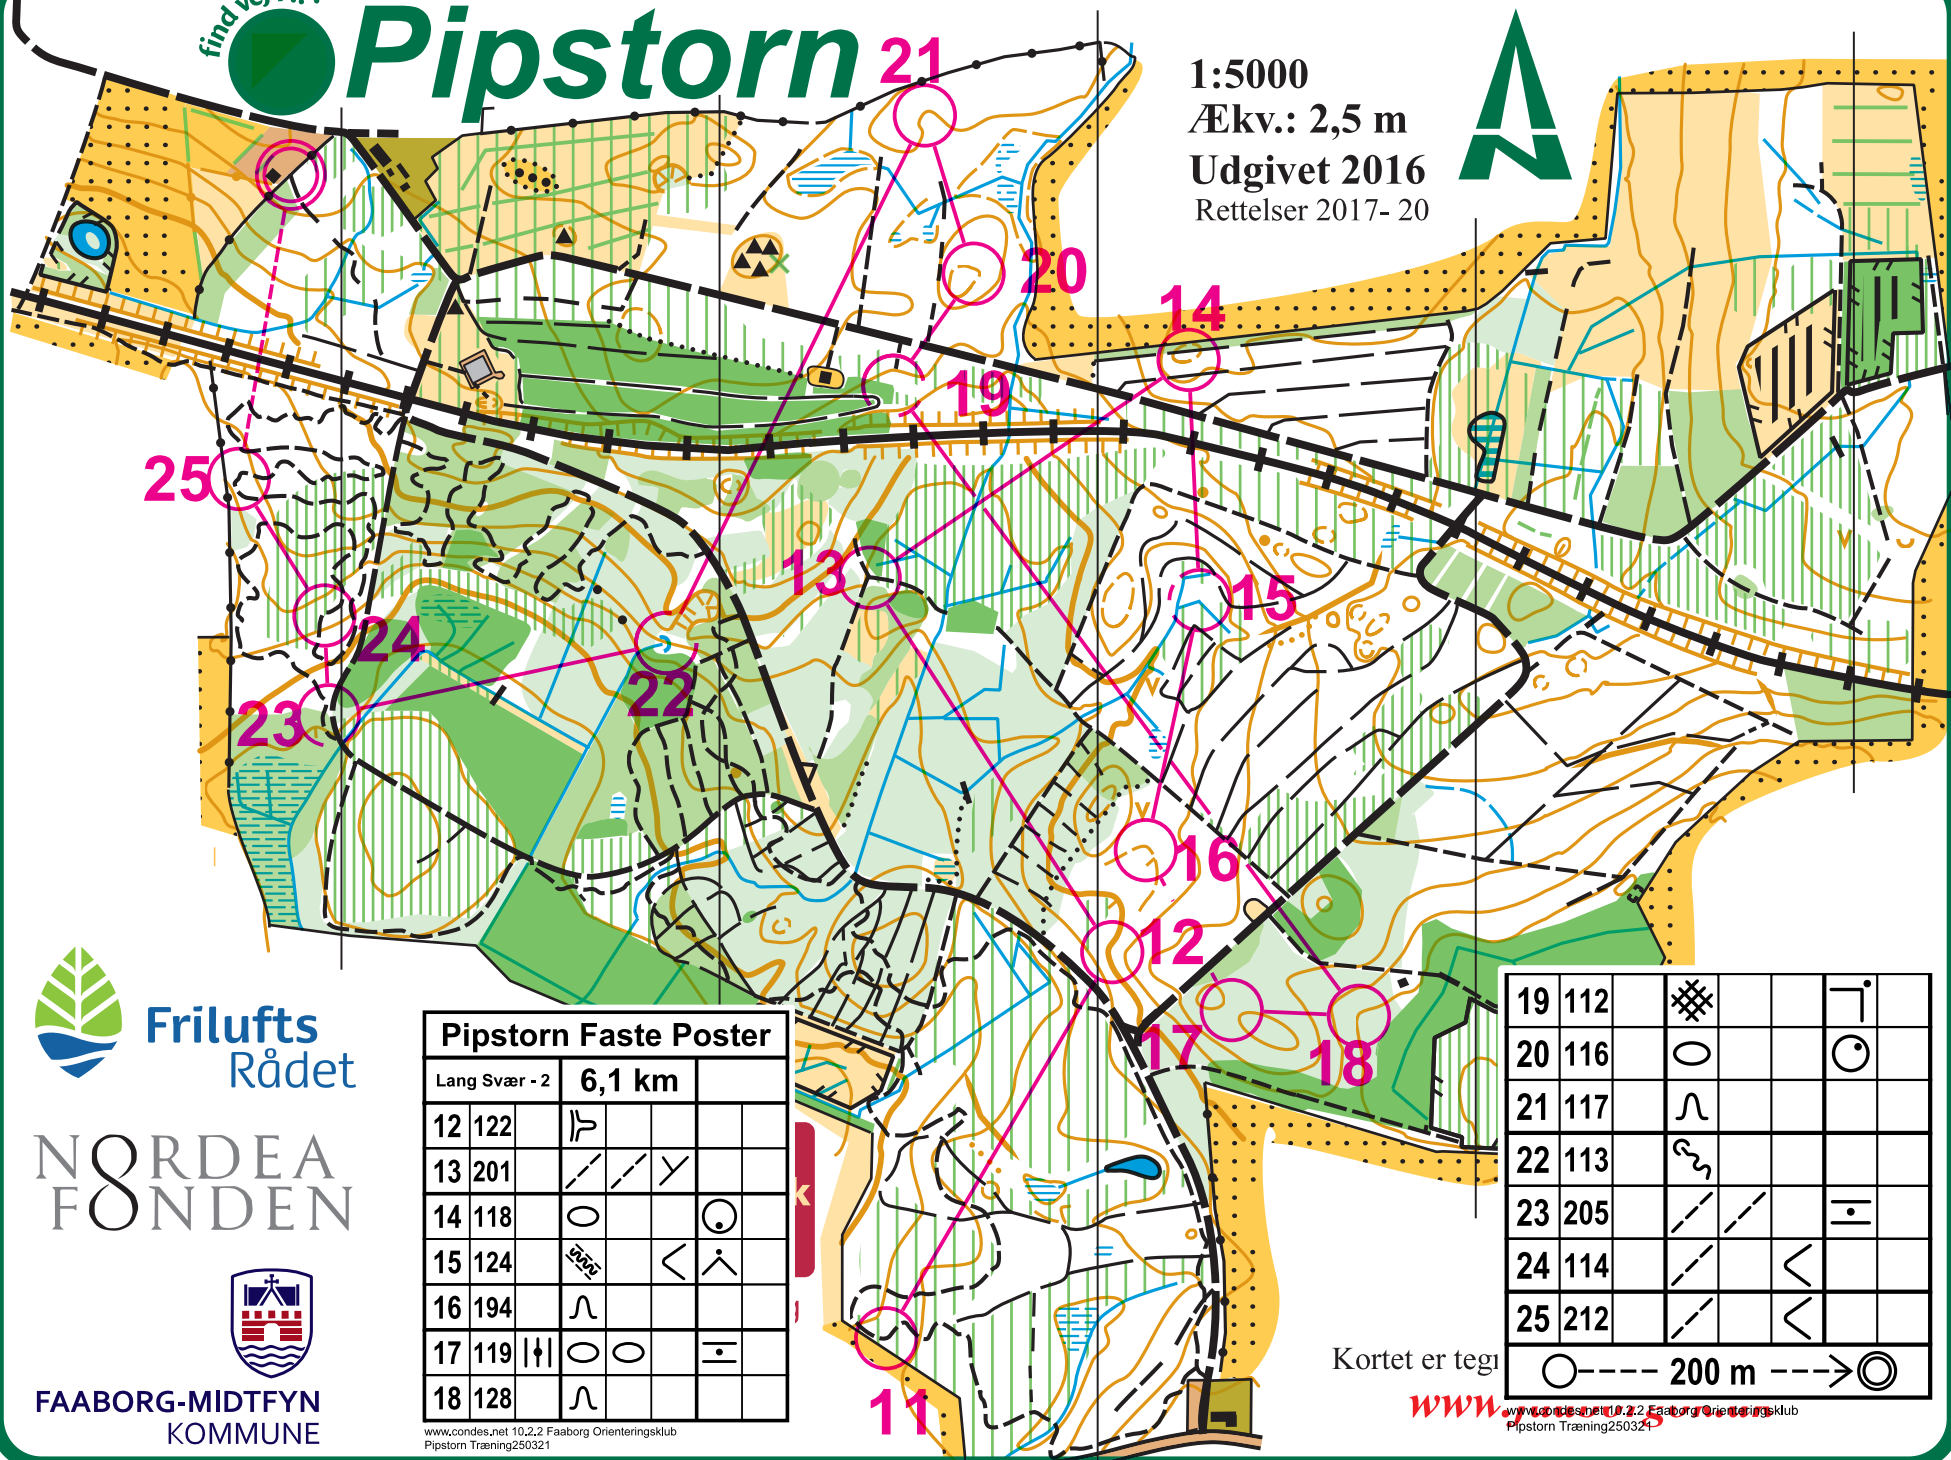 find vej i...
Pipstorn
1:5000
Ækv.: 2,5 m
Udgivet 2016
Rettelser 2017- 20
21
20
14
19
25
13
15
24
22
23
16
12
17
18
11
Frilufts
Rådet
NORDEA
FONDEN
FAABORG-MIDTFYN
KOMMUNE
Pipstorn Faste Poster
Lang Svær - 2 6,1 km
12 122
13 201
14 118
15 124
16 194
17 119
18 128
www.condes.net 10.2.2 Faaborg Orienteringsklub
Pipstorn Træning250321
k
19 112
20 116
21 117
22 113
23 205
24 114
25 212
200 m
Kortet er tegn
www.
www.condes.net 10.2.2 Faaborg Orienteringsklub
Pipstorn Træning250321